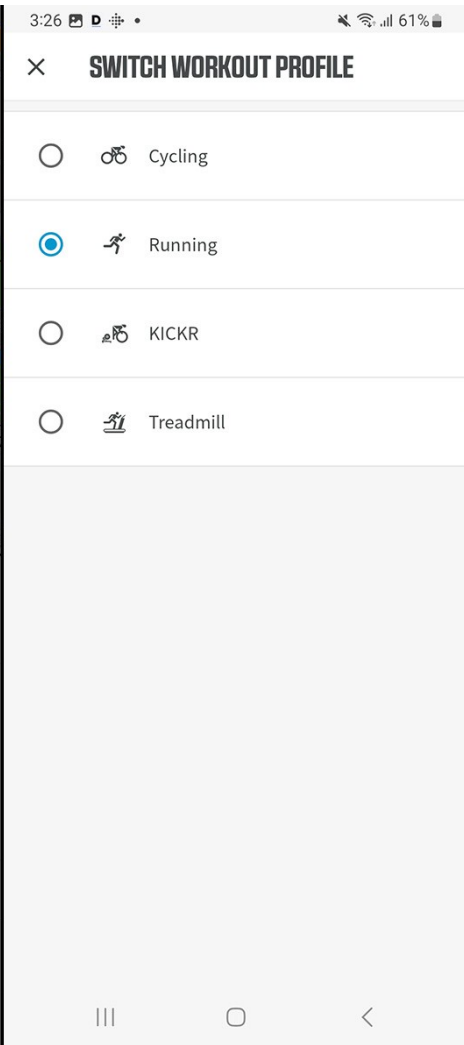 3:26 D 61%
SWITCH WORKOUT PROFILE
Cycling
Running
KICKR
Treadmill